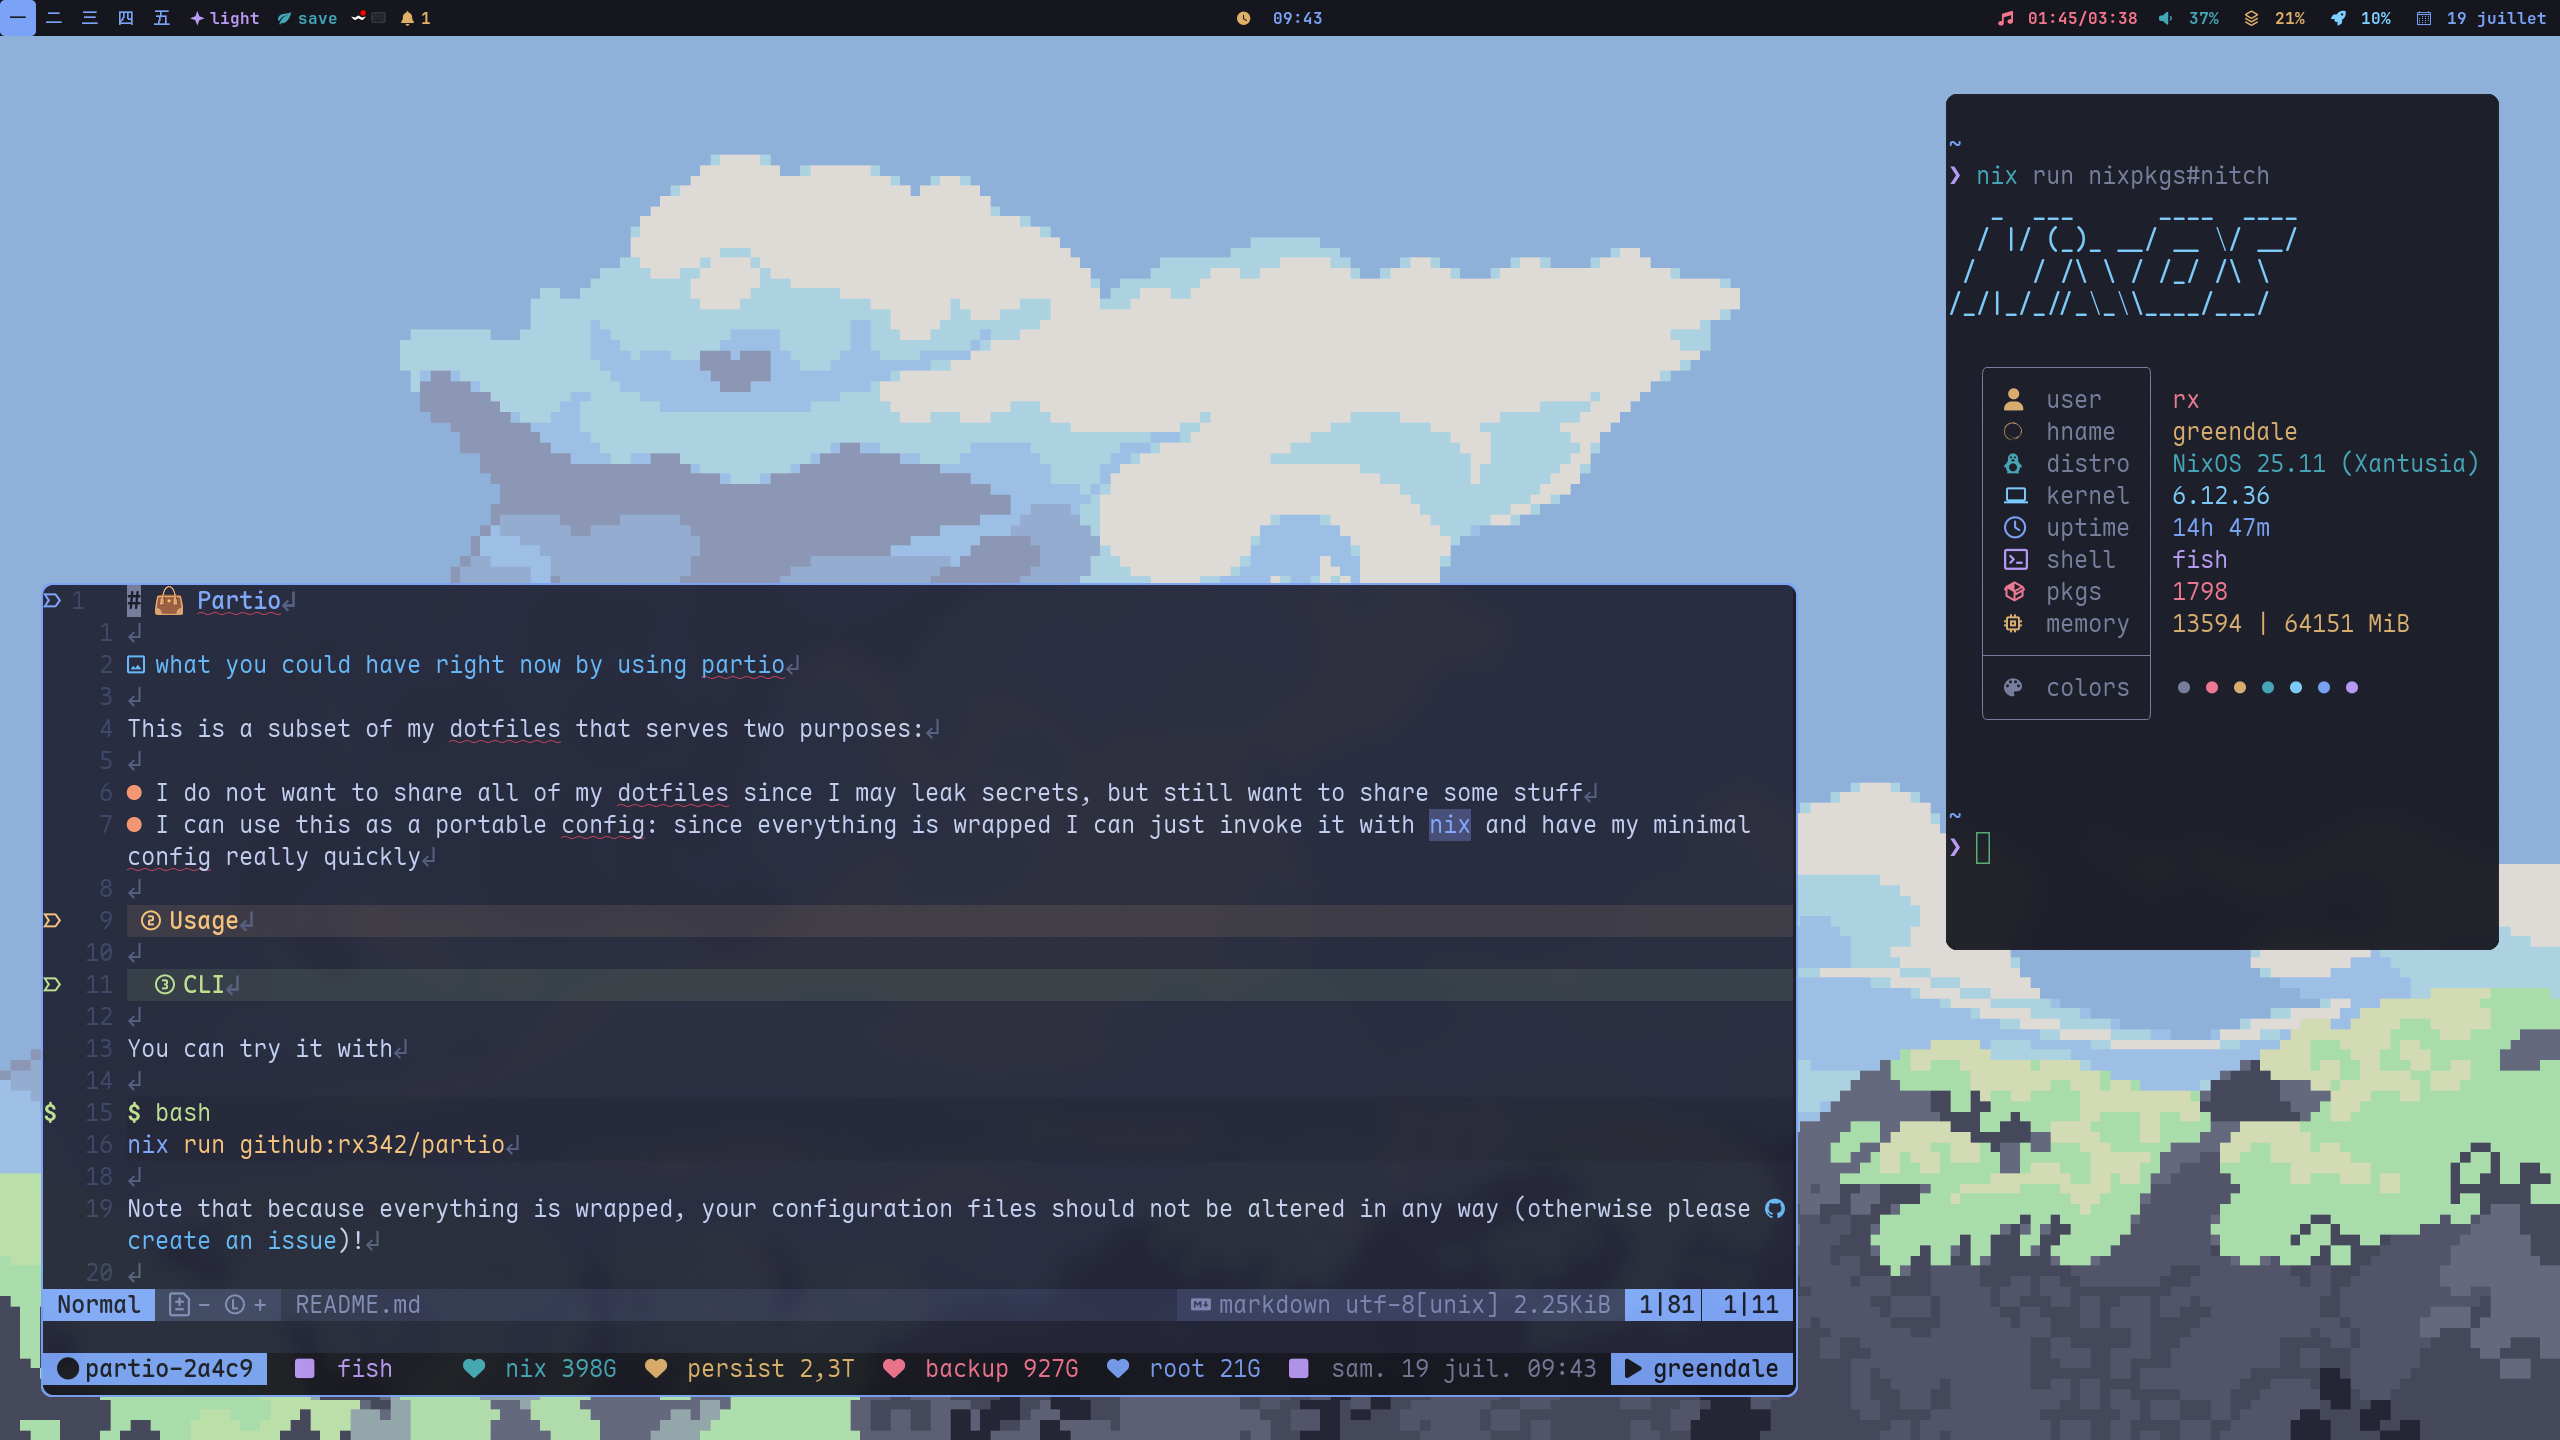 一 二 三 四 五 light save 1
09:43
01:45/03:38 37% 21% 10% 19 juillet
~
❯ nix run nixpkgs#nitch
user rx
hname greendale
distro NixOS 25.11 (Xantusia)
kernel 6.12.36
uptime 14h 47m
shell fish
pkgs 1798
memory 13594 | 64151 MiB
colors
~
❯
1 # Partio
1
2 what you could have right now by using partio
3
4 This is a subset of my dotfiles that serves two purposes:
5
6 I do not want to share all of my dotfiles since I may leak secrets, but still want to share some stuff
7 I can use this as a portable config: since everything is wrapped I can just invoke it with nix and have my minimal
config really quickly
8
9 ② Usage
10
11 ③ CLI
12
13 You can try it with
14
$ 15 $ bash
16 nix run github:rx342/partio
18
19 Note that because everything is wrapped, your configuration files should not be altered in any way (otherwise please
create an issue)!
20
Normal - Ⓛ + README.md markdown utf-8[unix] 2.25KiB 1|81 1|11
partio-2a4c9 fish nix 398G persist 2,3T backup 927G root 21G sam. 19 juil. 09:43 greendale